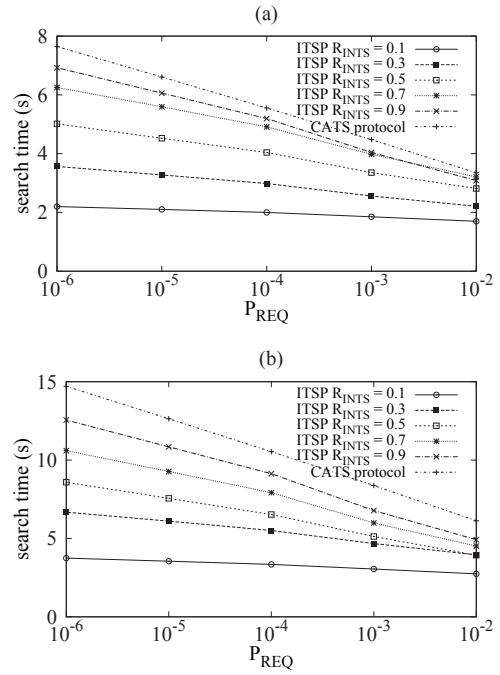 (a)
8
6
4
2
0
search time (s)
ITSP R_INTS = 0.1
ITSP R_INTS = 0.3
ITSP R_INTS = 0.5
ITSP R_INTS = 0.7
ITSP R_INTS = 0.9
CATS protocol
10^-6 10^-5 10^-4 10^-3 10^-2
P_REQ
(b)
15
10
5
0
search time (s)
ITSP R_INTS = 0.1
ITSP R_INTS = 0.3
ITSP R_INTS = 0.5
ITSP R_INTS = 0.7
ITSP R_INTS = 0.9
CATS protocol
10^-6 10^-5 10^-4 10^-3 10^-2
P_REQ